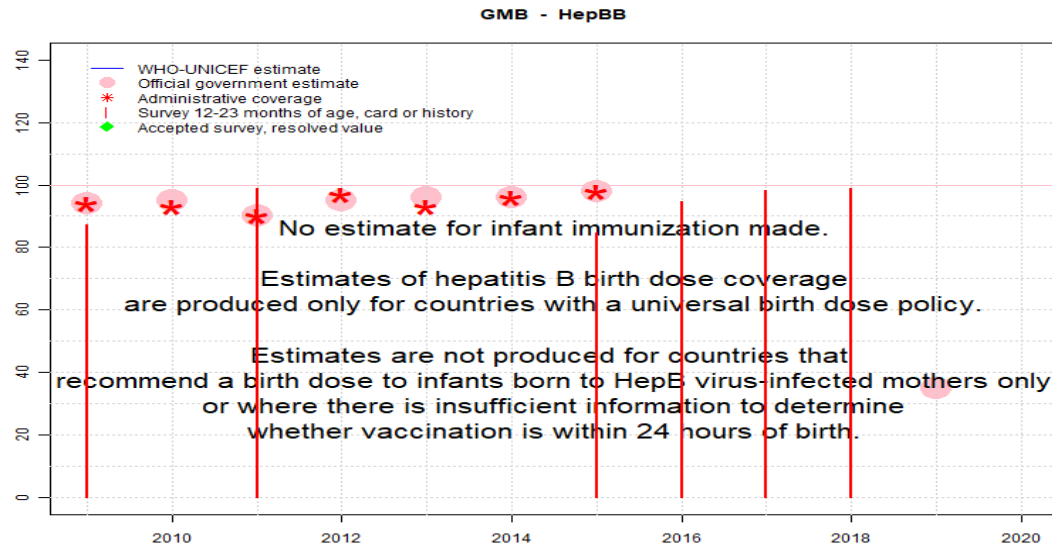 GMB - HepBB
WHO-UNICEF estimate
Official government estimate
Administrative coverage
Survey 12-23 months of age, card or history
Accepted survey, resolved value
No estimate for infant immunization made.
Estimates of hepatitis B birth dose coverage
are produced only for countries with a universal birth dose policy.
Estimates are not produced for countries that
recommend a birth dose to infants born to HepB virus-infected mothers only
or where there is insufficient information to determine
whether vaccination is within 24 hours of birth.
140
120
100
80
60
40
20
0
2010 2012 2014 2016 2018 2020